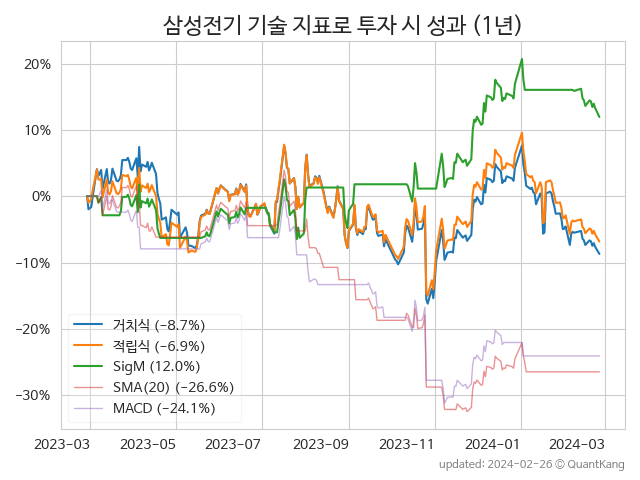 삼성전기 기술 지표로 투자 시 성과 (1년)
20%
10%
0%
−10%
−20%
−30%
거치식 (−8.7%)
적립식 (−6.9%)
SigM (12.0%)
SMA(20) (−26.6%)
MACD (−24.1%)
2023−03 2023−05 2023−07 2023−09 2023−11 2024−01 2024−03
updated: 2024−02−26 © QuantKang